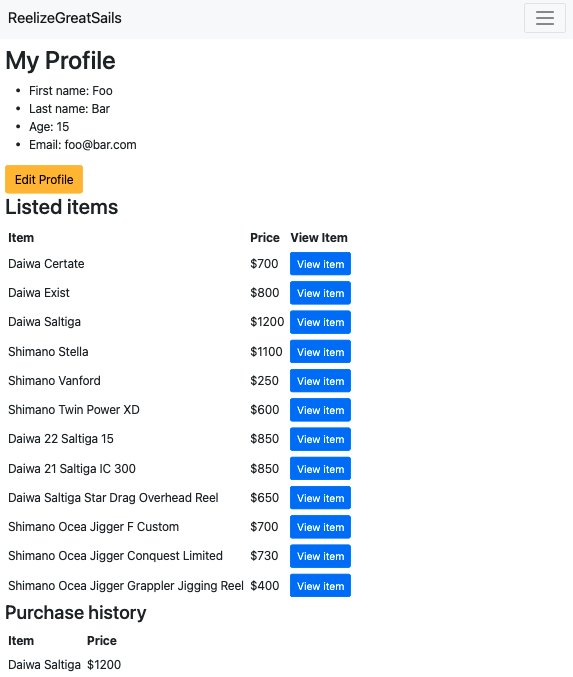 ReelizeGreatSails
My Profile
• First name: Foo
• Last name: Bar
• Age: 15
• Email: foo@bar.com
Edit Profile
Listed items
Item Price View Item
Daiwa Certate $700 View item
Daiwa Exist $800 View item
Daiwa Saltiga $1200 View item
Shimano Stella $1100 View item
Shimano Vanford $250 View item
Shimano Twin Power XD $600 View item
Daiwa 22 Saltiga 15 $850 View item
Daiwa 21 Saltiga IC 300 $850 View item
Daiwa Saltiga Star Drag Overhead Reel $650 View item
Shimano Ocea Jigger F Custom $700 View item
Shimano Ocea Jigger Conquest Limited $730 View item
Shimano Ocea Jigger Grappler Jigging Reel $400 View item
Purchase history
Item Price
Daiwa Saltiga $1200